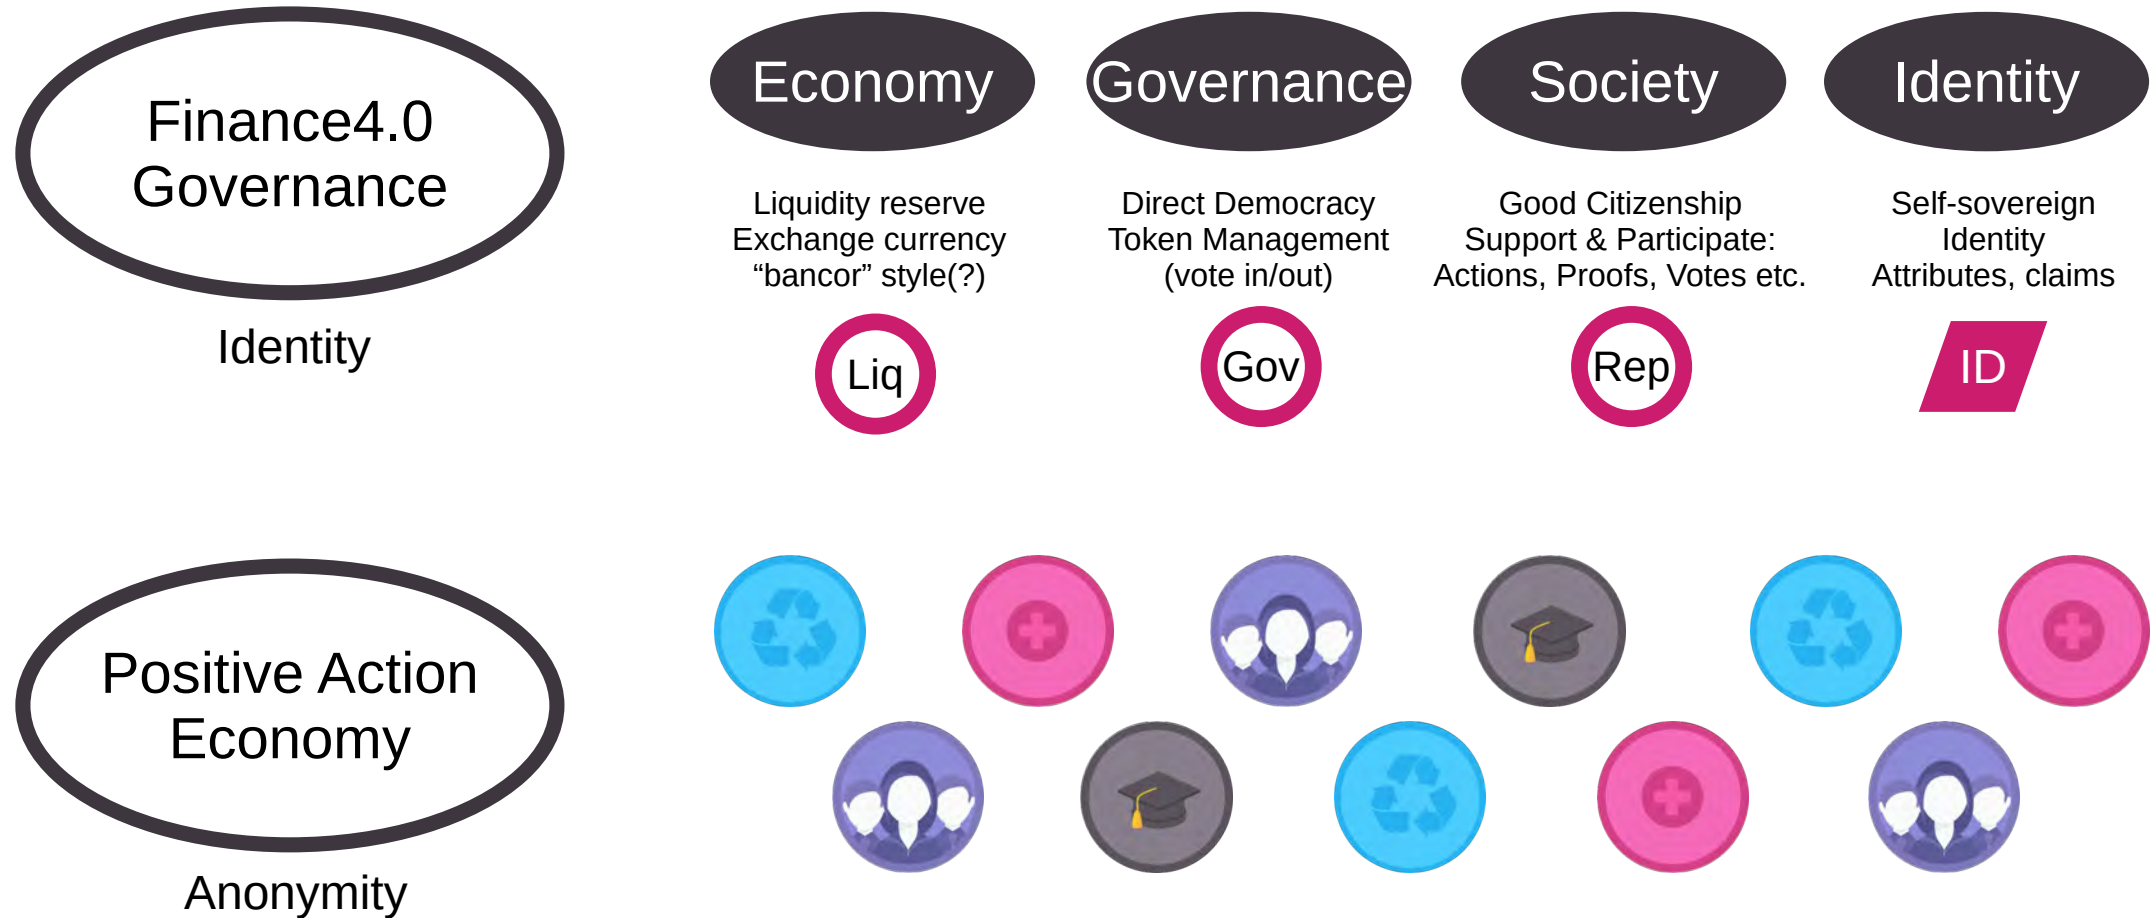 Finance4.0
Governance
Identity
Economy
Governance
Society
Identity
Liquidity reserve
Exchange currency
“bancor” style(?)
Direct Democracy
Token Management
(vote in/out)
Good Citizenship
Support & Participate:
Actions, Proofs, Votes etc.
Self-sovereign
Identity
Attributes, claims
Liq
Gov
Rep
ID
Positive Action
Economy
Anonymity